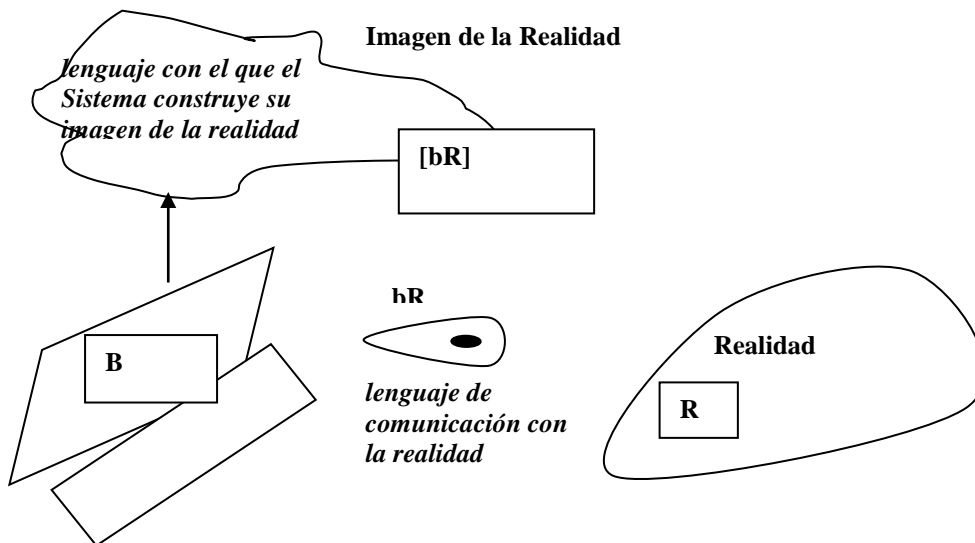 Imagen de la Realidad
lenguaje con el que el
Sistema construye su
imagen de la realidad
[bR]
bR
B
Realidad
R
lenguaje de
comunicación con
la realidad